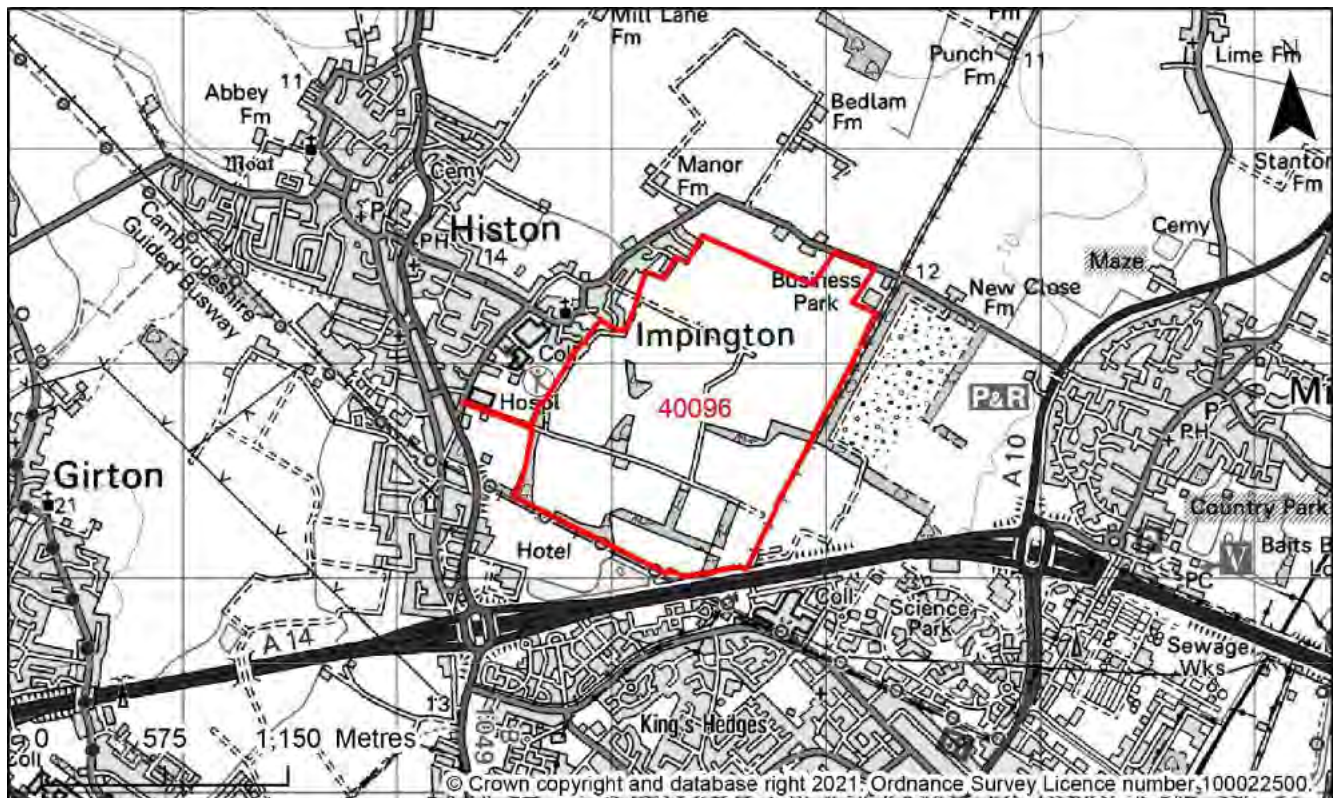 Mill Lane
Fm
Fm
Punch
Fm
11
Lime Fm
N
Abbey
Fm
11
Bedlam
Fm
Stanton
Fm
Moat
Cemy
Manor
Fm
Cambridgeshire
Guided Busway
P
PH
Histon
14
Cemy
Maze
12
Business
Park
New Close
Fm
Impington
Hospl
40096
P&R
A 10
PH
Girton
21
Country Park
Hotel
V
PC
Coll
Science
Park
A 14
Sewage
Wks
13
King's Hedges
B1049
0 575 1,150 Metres
© Crown copyright and database right 2021. Ordnance Survey Licence number 100022500.